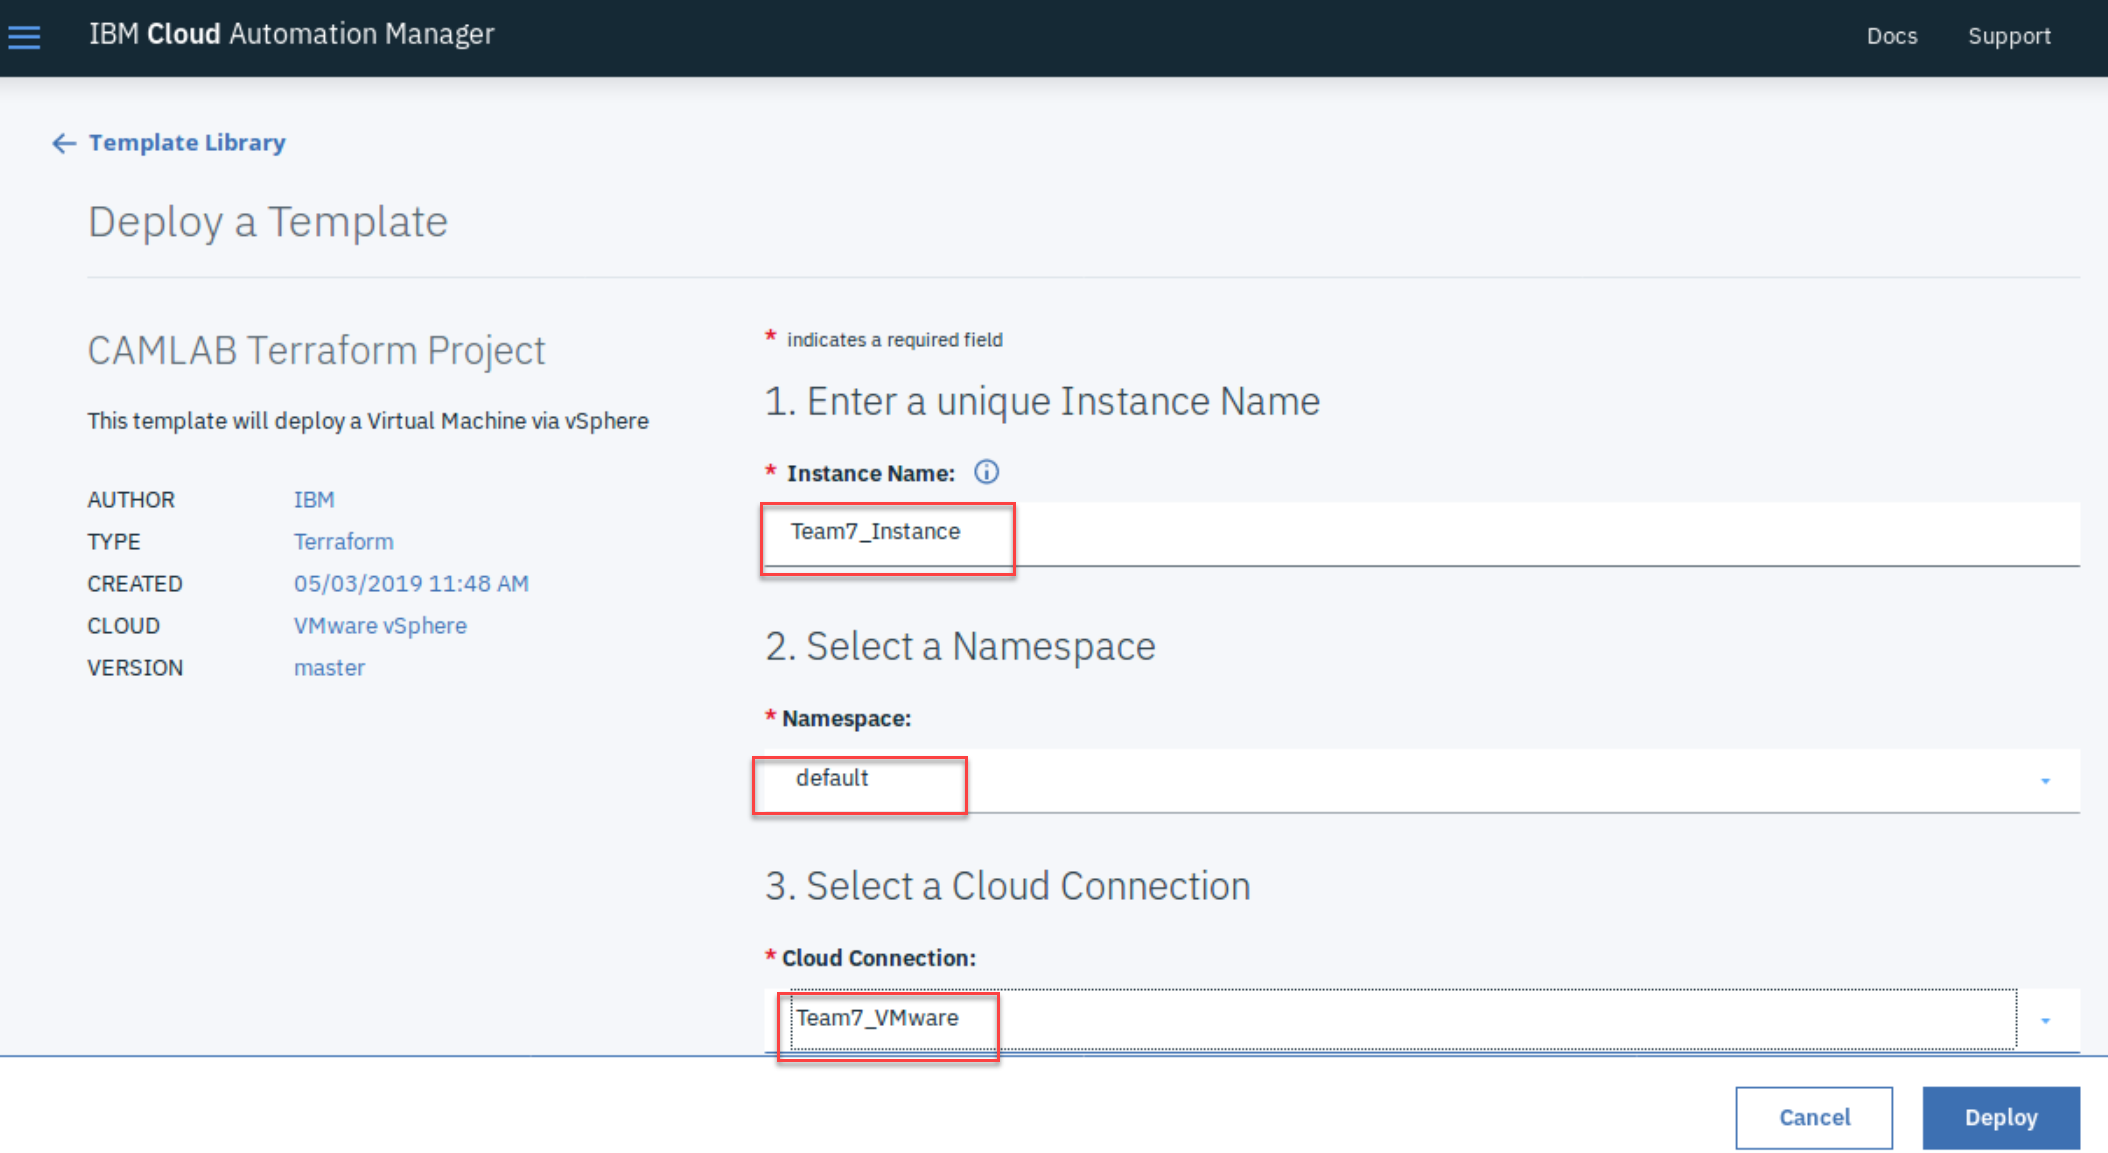 IBM Cloud Automation Manager
Docs
Support
Template Library
Deploy a Template
CAMLAB Terraform Project
This template will deploy a Virtual Machine via vSphere
AUTHOR IBM
TYPE Terraform
CREATED 05/03/2019 11:48 AM
CLOUD VMware vSphere
VERSION master
* indicates a required field
1. Enter a unique Instance Name
* Instance Name:
Team7_Instance
2. Select a Namespace
* Namespace:
default
3. Select a Cloud Connection
* Cloud Connection:
Team7_VMware
Cancel
Deploy